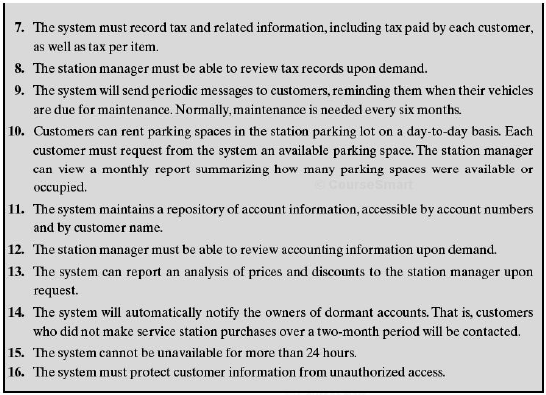 7. The system must record tax and related information, including tax paid by each customer,
as well as tax per item.
8. The station manager must be able to review tax records upon demand.
9. The system will send periodic messages to customers, reminding them when their vehicles
are due for maintenance. Normally, maintenance is needed every six months.
10. Customers can rent parking spaces in the station parking lot on a day-to-day basis. Each
customer must request from the system an available parking space. The station manager
can view a monthly report summarizing how many parking spaces were available or
occupied.
© CourseSmart
11. The system maintains a repository of account information, accessible by account numbers
and by customer name.
12. The station manager must be able to review accounting information upon demand.
13. The system can report an analysis of prices and discounts to the station manager upon
request.
14. The system will automatically notify the owners of dormant accounts. That is, customers
who did not make service station purchases over a two-month period will be contacted.
15. The system cannot be unavailable for more than 24 hours.
16. The system must protect customer information from unauthorized access.